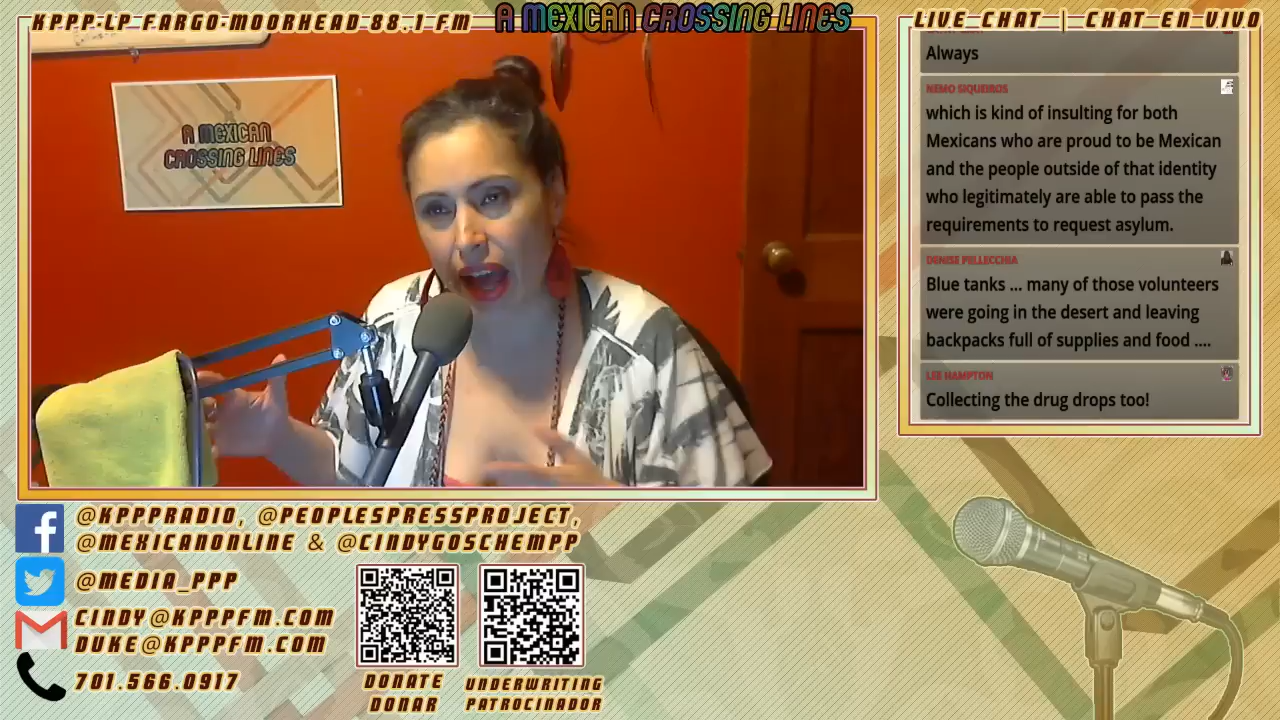 KPPP-LP FARGO-MOORHEAD 88.1 FM
A MEXICAN CROSSING LINES
LIVE CHAT | CHAT EN VIVO
A MEXICAN
CROSSING LINES
Always
NEMO SIQUEIROS
which is kind of insulting for both
Mexicans who are proud to be Mexican
and the people outside of that identity
who legitimately are able to pass the
requirements to request asylum.
DENISE PELLECCHIA
Blue tanks ... many of those volunteers
were going in the desert and leaving
backpacks full of supplies and food ....
LEE HAMPTON
Collecting the drug drops too!
@KPPPRADIO, @PEOPLESPRESSPROJECT,
@MEXICANONLINE & @CINDYGOSCHEMPP
@MEDIA_PPP
CINDY@KPPPFM.COM
DUKE@KPPPFM.COM
701.566.0917
DONATE
DONAR
UNDERWRITING
PATROCINADOR